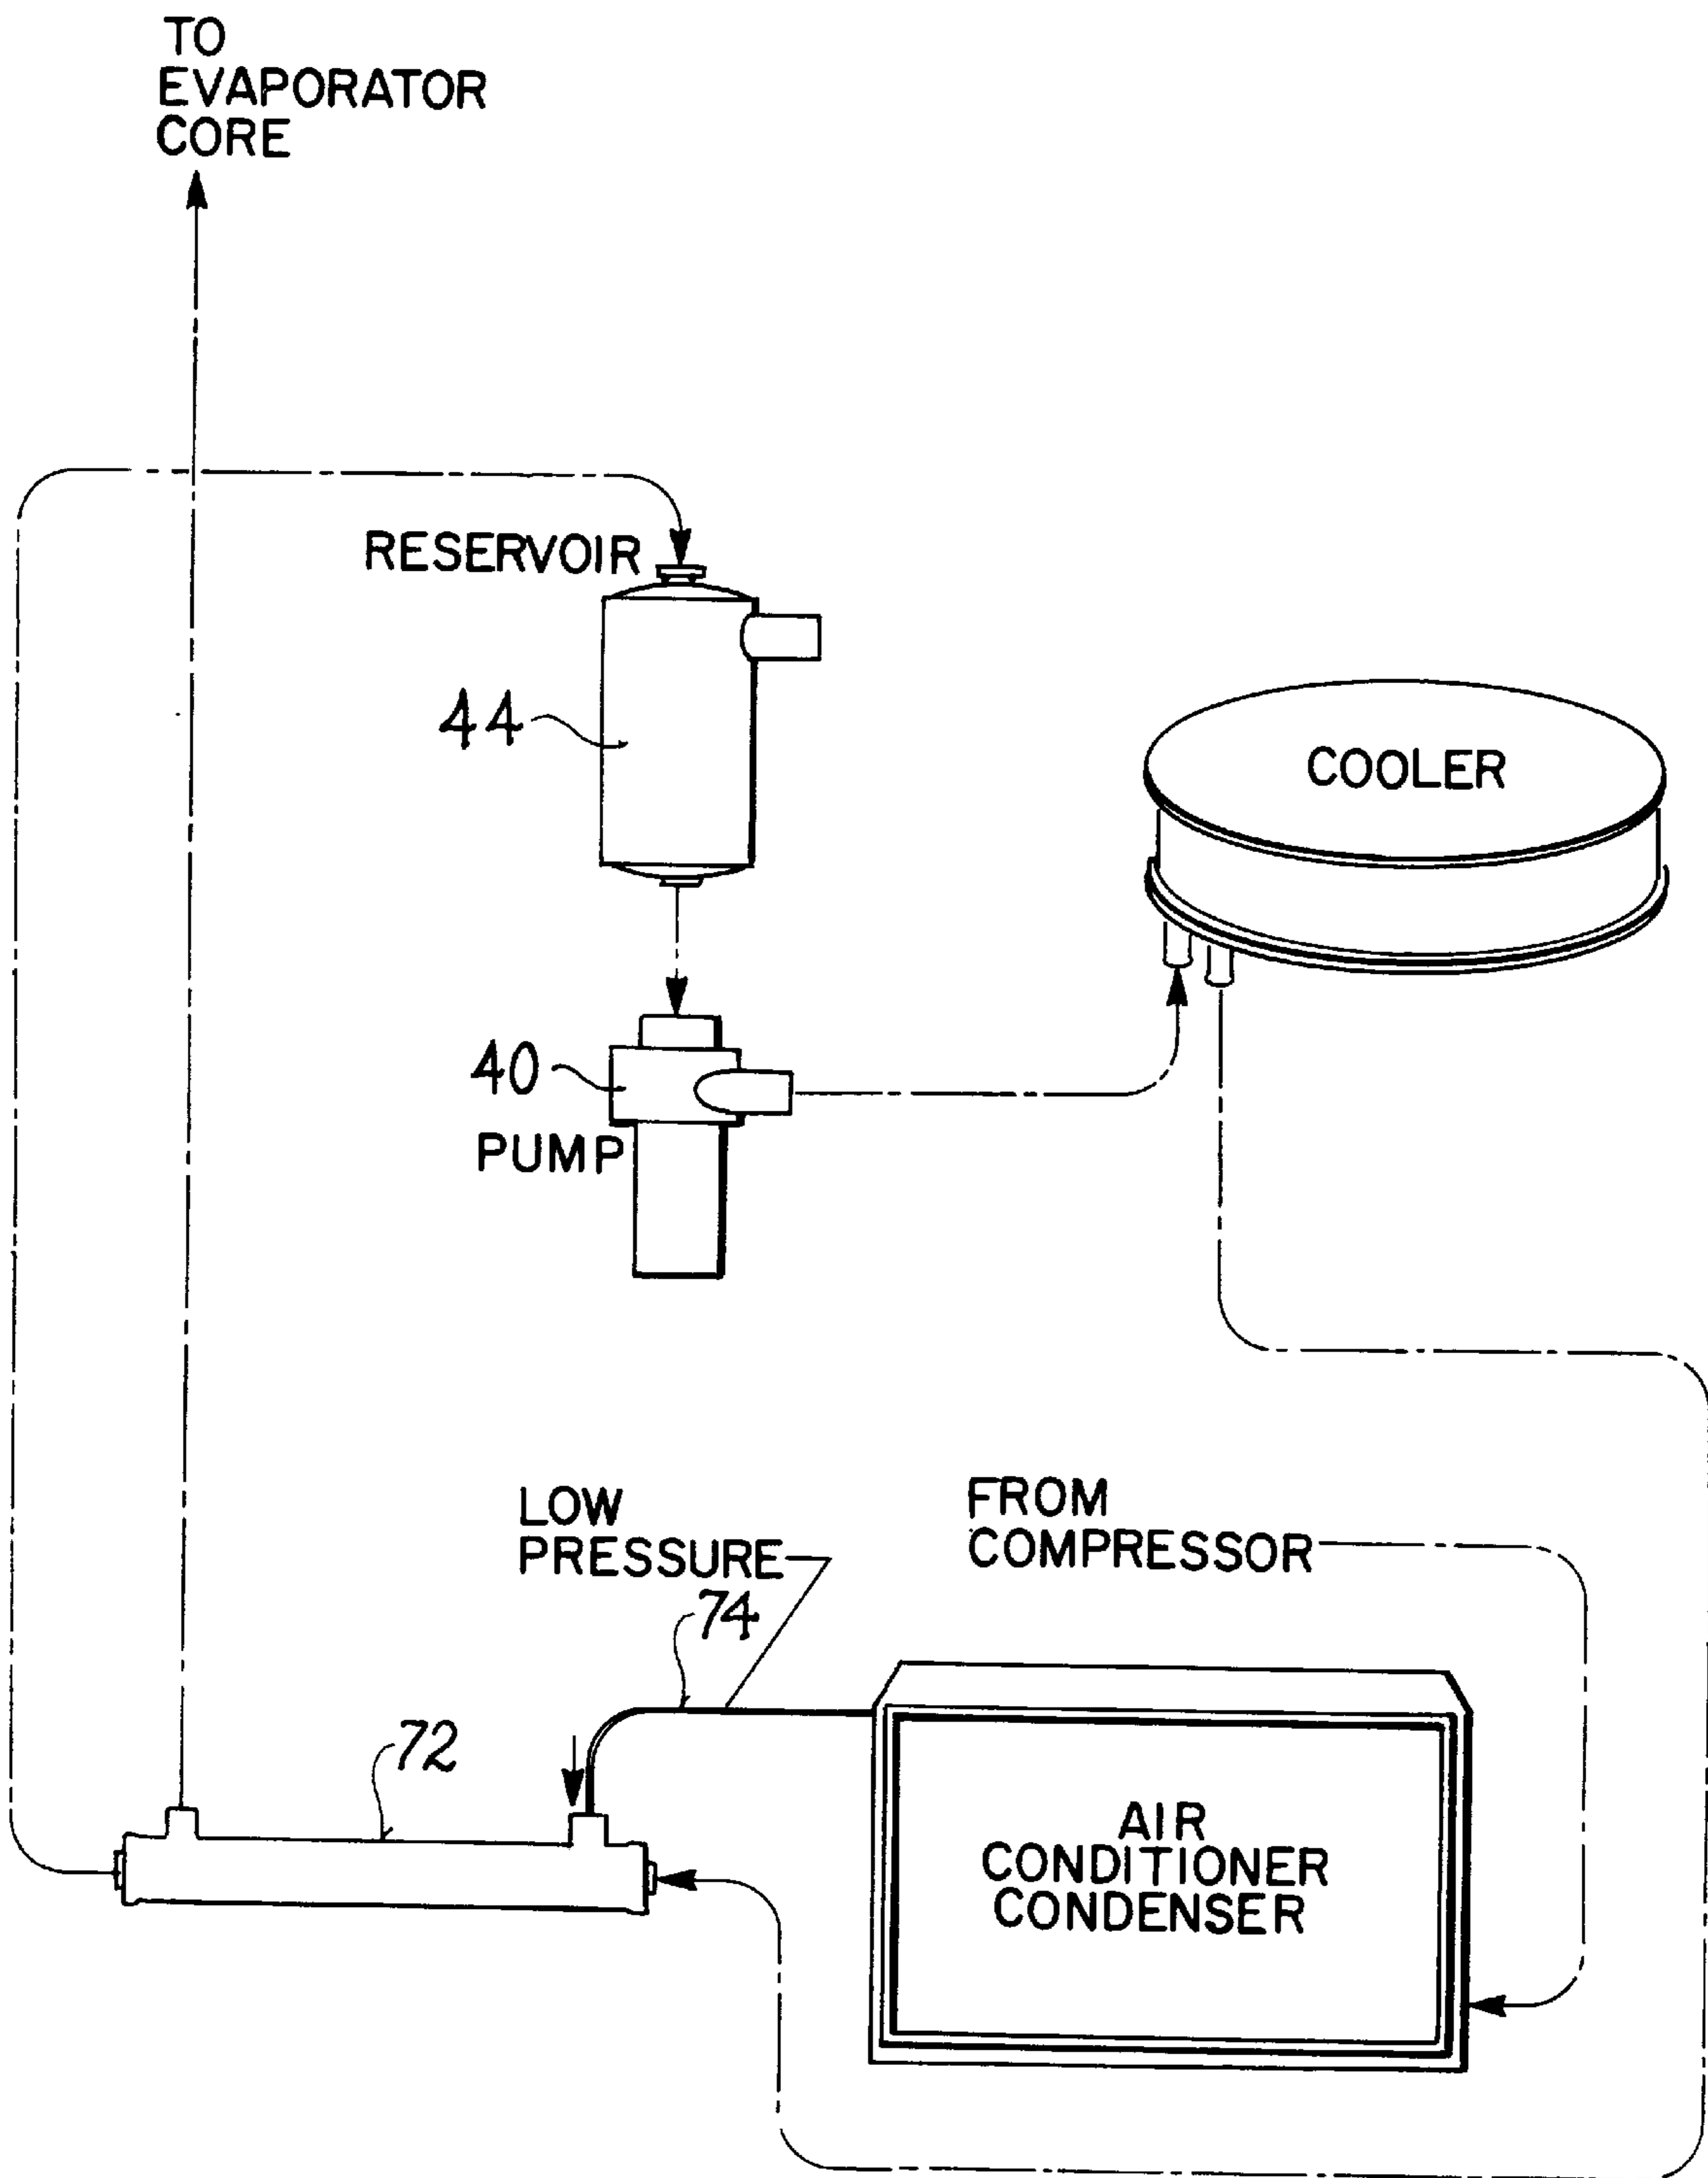 TO
EVAPORATOR
CORE
RESERVOIR
44
COOLER
40
PUMP
LOW
PRESSURE
74
FROM
COMPRESSOR
72
AIR
CONDITIONER
CONDENSER